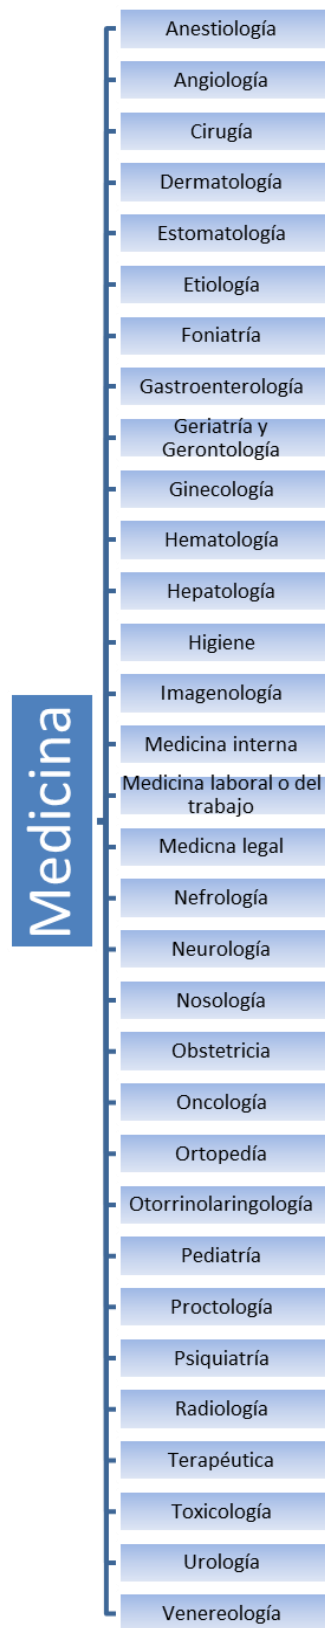 Medicina
Anestiología
Angiología
Cirugía
Dermatología
Estomatología
Etiología
Foniatría
Gastroenterología
Geriatría y
Gerontología
Ginecología
Hematología
Hepatología
Higiene
Imagenología
Medicina interna
Medicina laboral o del
trabajo
Medicna legal
Nefrología
Neurología
Nosología
Obstetricia
Oncología
Ortopedía
Otorrinolaringología
Pediatría
Proctología
Psiquiatría
Radiología
Terapéutica
Toxicología
Urología
Venereología